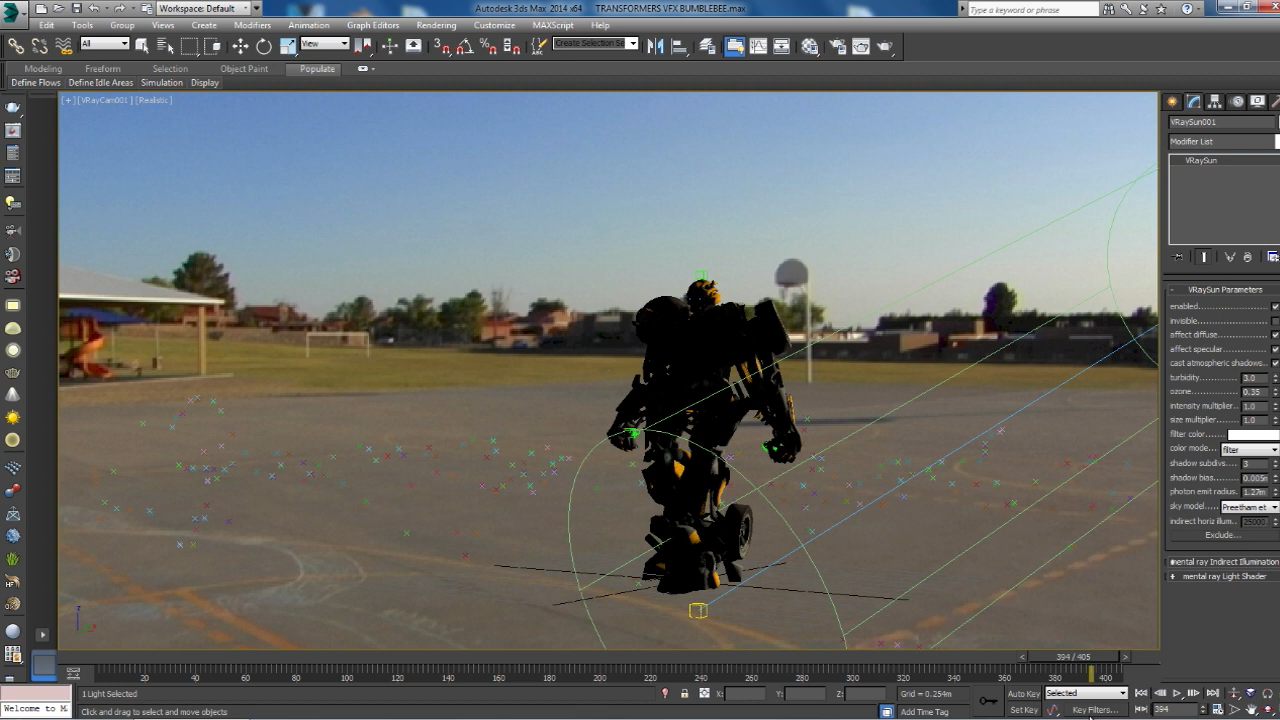 Workspace: Default
Autodesk 3ds Max 2014 x64 TRANSFORMERS VFX BUMBLEBEE.max
Type a keyword or phrase
Edit Tools Group Views Create Modifiers Animation Graph Editors Rendering Customize MAXScript Help
All
View
Create Selection Se
Modeling Freeform Selection Object Paint Populate
Define Flows Define Idle Areas Simulation Display
[+][VRayCam001][Realistic]
VRaySun001
Modifier List
VRaySun
VRaySun Parameters
enabled
invisible
affect diffuse
affect specular
cast atmospheric shadows
turbidity 3.0
ozone 0.35
intensity multiplier 1.0
size multiplier 1.0
filter color
color mode filter
shadow subdivs 3
shadow bias 0.005m
photon emit radius 1.27m
sky model Preetham et
indirect horiz illum 25000
Exclude...
mental ray Indirect Illumination
mental ray Light Shader
394 / 405
20 40 60 80 100 120 140 160 180 200 220 240 260 280 300 320 340 360 380 400
1 Light Selected
X: Y: Z:
Grid = 0.254m
Auto Key Selected
Welcome to M
Click and drag to select and move objects
Add Time Tag
Set Key Key Filters...
394